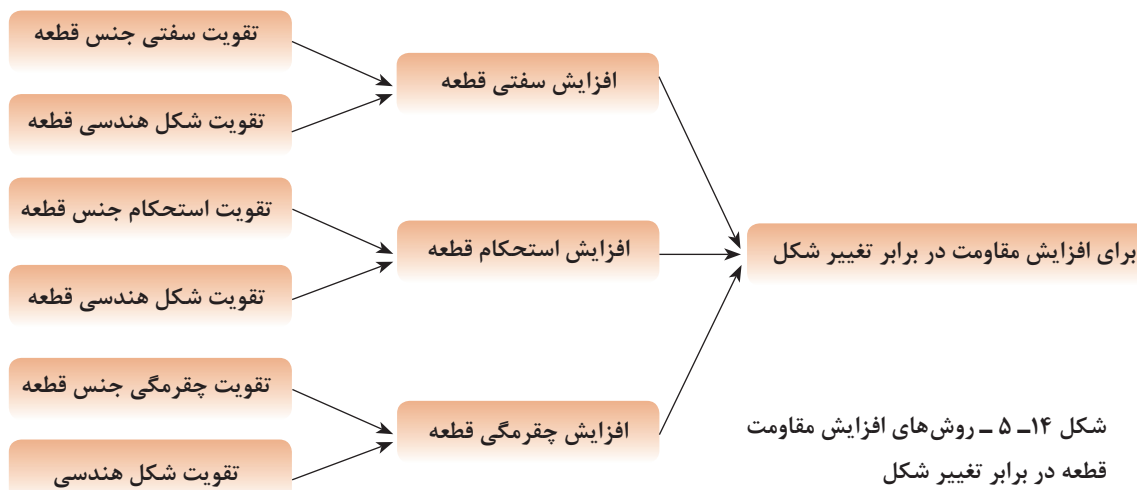 تقویت سفتی جنس قطعه
افزایش سفتی قطعه
تقویت شکل هندسی قطعه
تقویت استحکام جنس قطعه
افزایش استحکام قطعه
برای افزایش مقاومت در برابر تغییر شکل
تقویت شکل هندسی قطعه
تقویت چقرمگی جنس قطعه
افزایش چقرمگی قطعه
تقویت شکل هندسی
شکل ۱۴ـ ۵ ـ روش‌های افزایش مقاومت
قطعه در برابر تغییر شکل